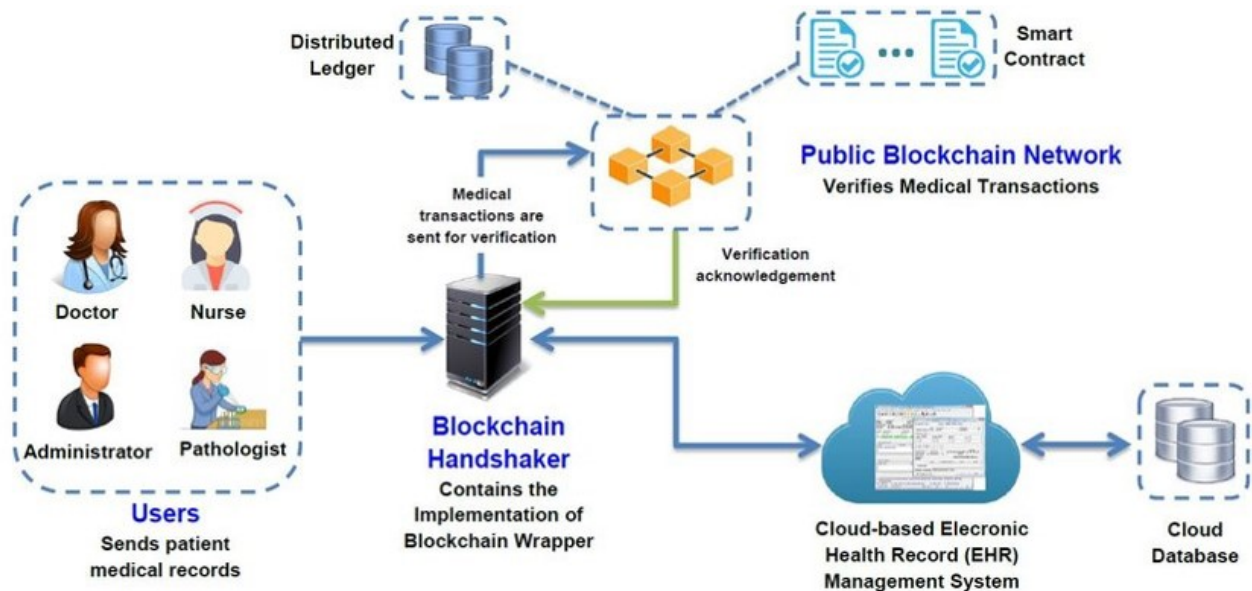 Distributed
Ledger
Smart
Contract
Public Blockchain Network
Verifies Medical Transactions
Medical
transactions are
sent for verification
Verification
acknowledgement
Doctor
Nurse
Administrator
Pathologist
Users
Sends patient
medical records
Blockchain
Handshaker
Contains the
Implementation of
Blockchain Wrapper
Cloud-based Elecronic
Health Record (EHR)
Management System
Cloud
Database